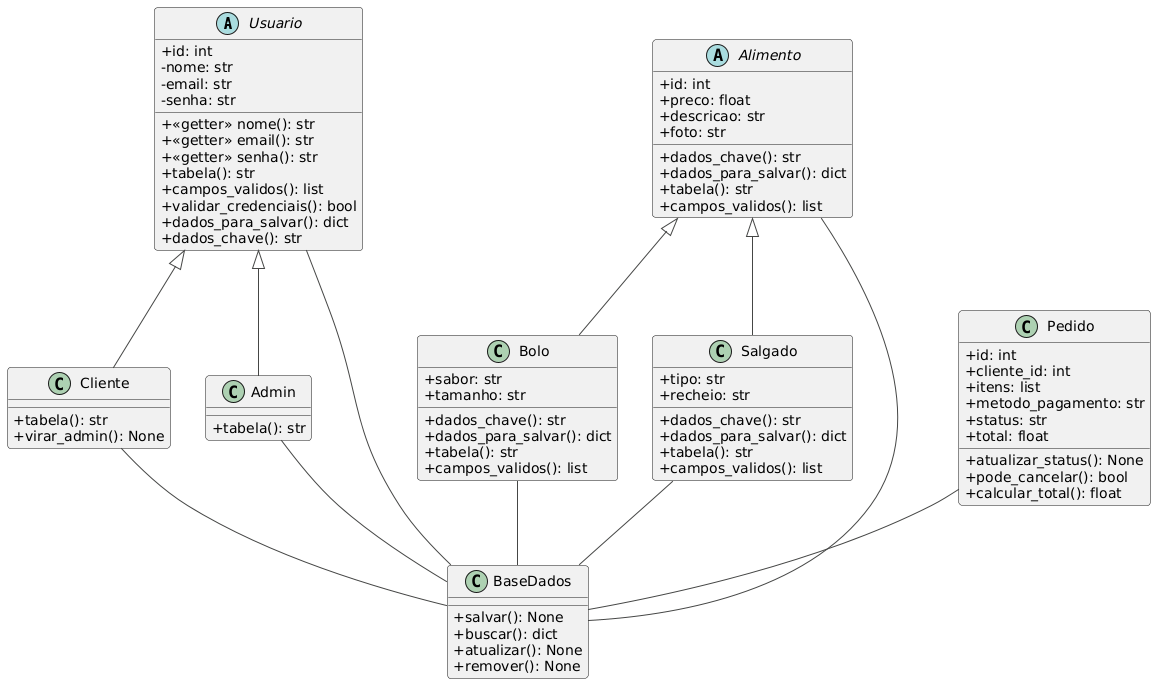 A Usuario
+id: int
-nome: str
-email: str
-senha: str
+«getter» nome(): str
+«getter» email(): str
+«getter» senha(): str
+tabela(): str
+campos_validos(): list
+validar_credenciais(): bool
+dados_para_salvar(): dict
+dados_chave(): str
A Alimento
+id: int
+preco: float
+descricao: str
+foto: str
+dados_chave(): str
+dados_para_salvar(): dict
+tabela(): str
+campos_validos(): list
C Cliente
+tabela(): str
+virar_admin(): None
C Admin
+tabela(): str
C Bolo
+sabor: str
+tamanho: str
+dados_chave(): str
+dados_para_salvar(): dict
+tabela(): str
+campos_validos(): list
C Salgado
+tipo: str
+recheio: str
+dados_chave(): str
+dados_para_salvar(): dict
+tabela(): str
+campos_validos(): list
C Pedido
+id: int
+cliente_id: int
+itens: list
+metodo_pagamento: str
+status: str
+total: float
+atualizar_status(): None
+pode_cancelar(): bool
+calcular_total(): float
C BaseDados
+salvar(): None
+buscar(): dict
+atualizar(): None
+remover(): None